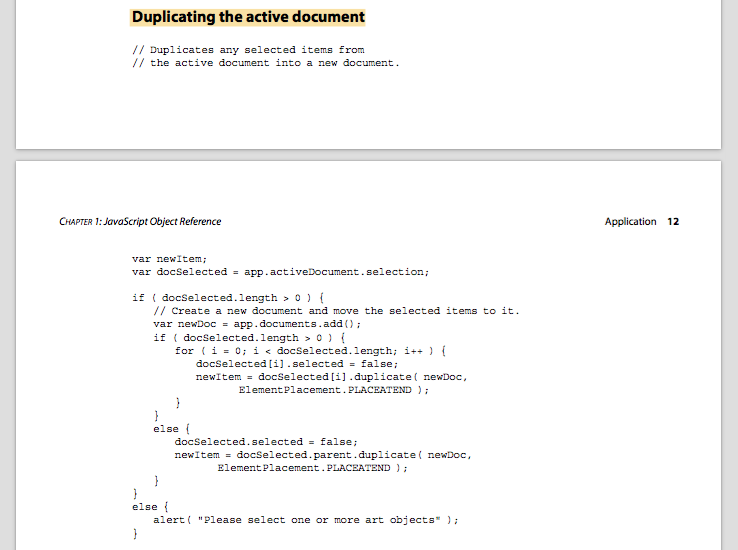 Duplicating the active document
// Duplicates any selected items from
// the active document into a new document.
CHAPTER 1: JavaScript Object Reference
Application 12
var newItem;
var docSelected = app.activeDocument.selection;
if ( docSelected.length > 0 ) {
// Create a new document and move the selected items to it.
var newDoc = app.documents.add();
if ( docSelected.length > 0 ) {
for ( i = 0; i < docSelected.length; i++ ) {
docSelected[i].selected = false;
newItem = docSelected[i].duplicate( newDoc,
ElementPlacement.PLACEATEND );
}
}
else {
docSelected.selected = false;
newItem = docSelected.parent.duplicate( newDoc,
ElementPlacement.PLACEATEND );
}
}
else {
alert( "Please select one or more art objects" );
}